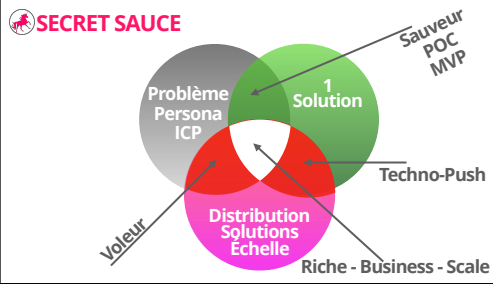 SECRET SAUCE
Sauveur
POC
MVP
Problème
Persona
ICP
1
Solution
Techno-Push
Distribution
Solutions
Échelle
Voleur
Riche - Business - Scale